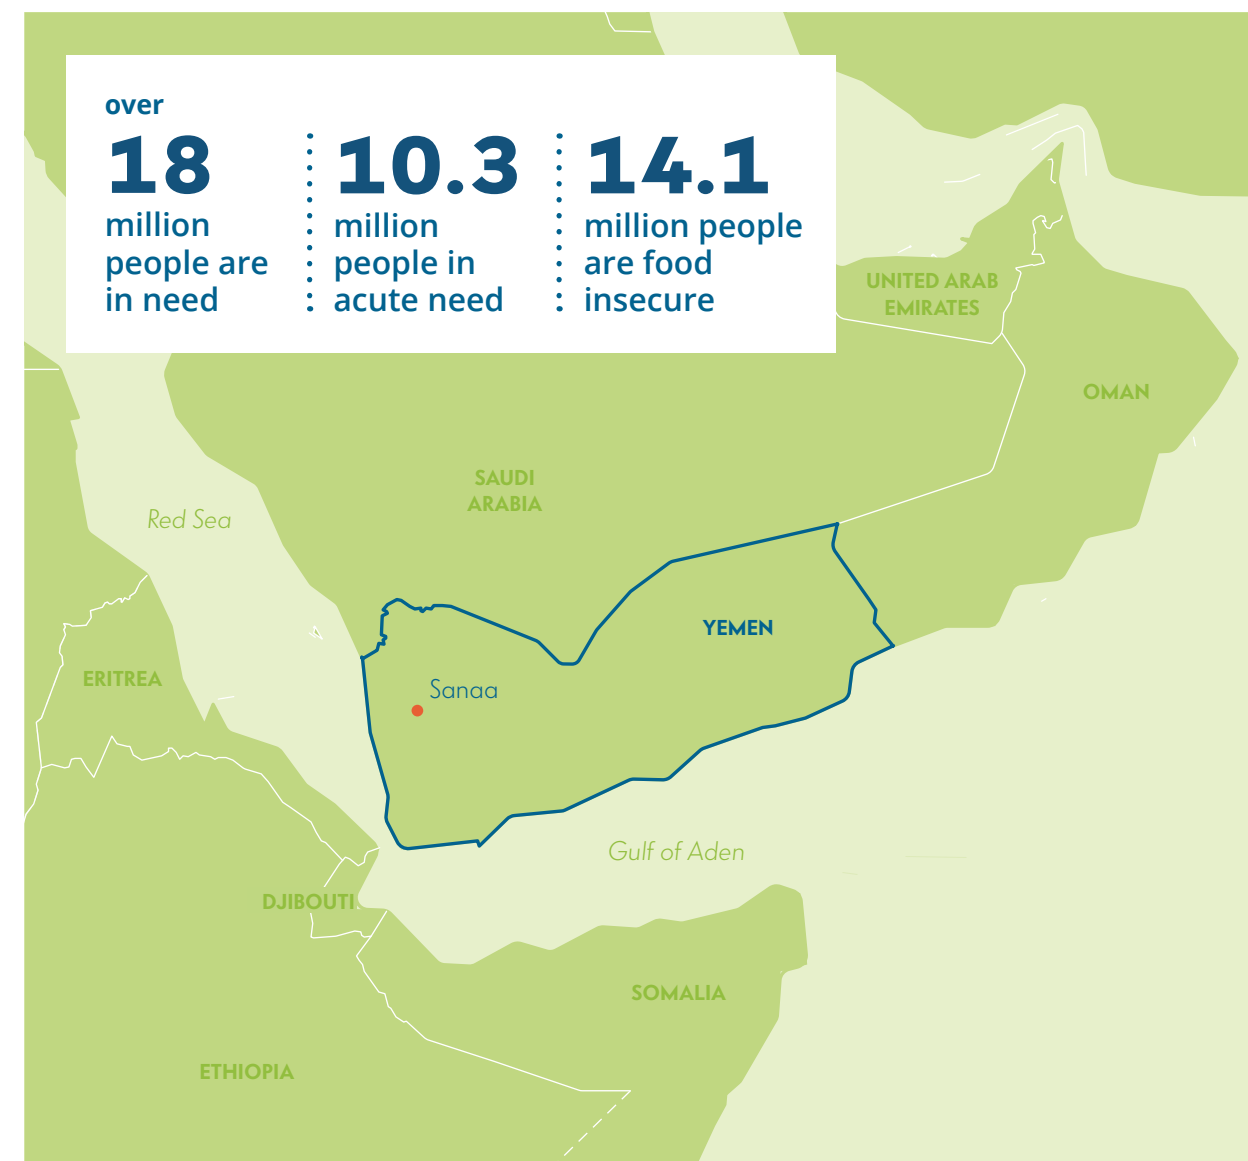 over
18
million
people are
in need
10.3
million
people in
acute need
14.1
million people
are food
insecure
UNITED ARAB
EMIRATES
OMAN
SAUDI
ARABIA
Red Sea
YEMEN
ERITREA
Sanaa
Gulf of Aden
DJIBOUTI
SOMALIA
ETHIOPIA